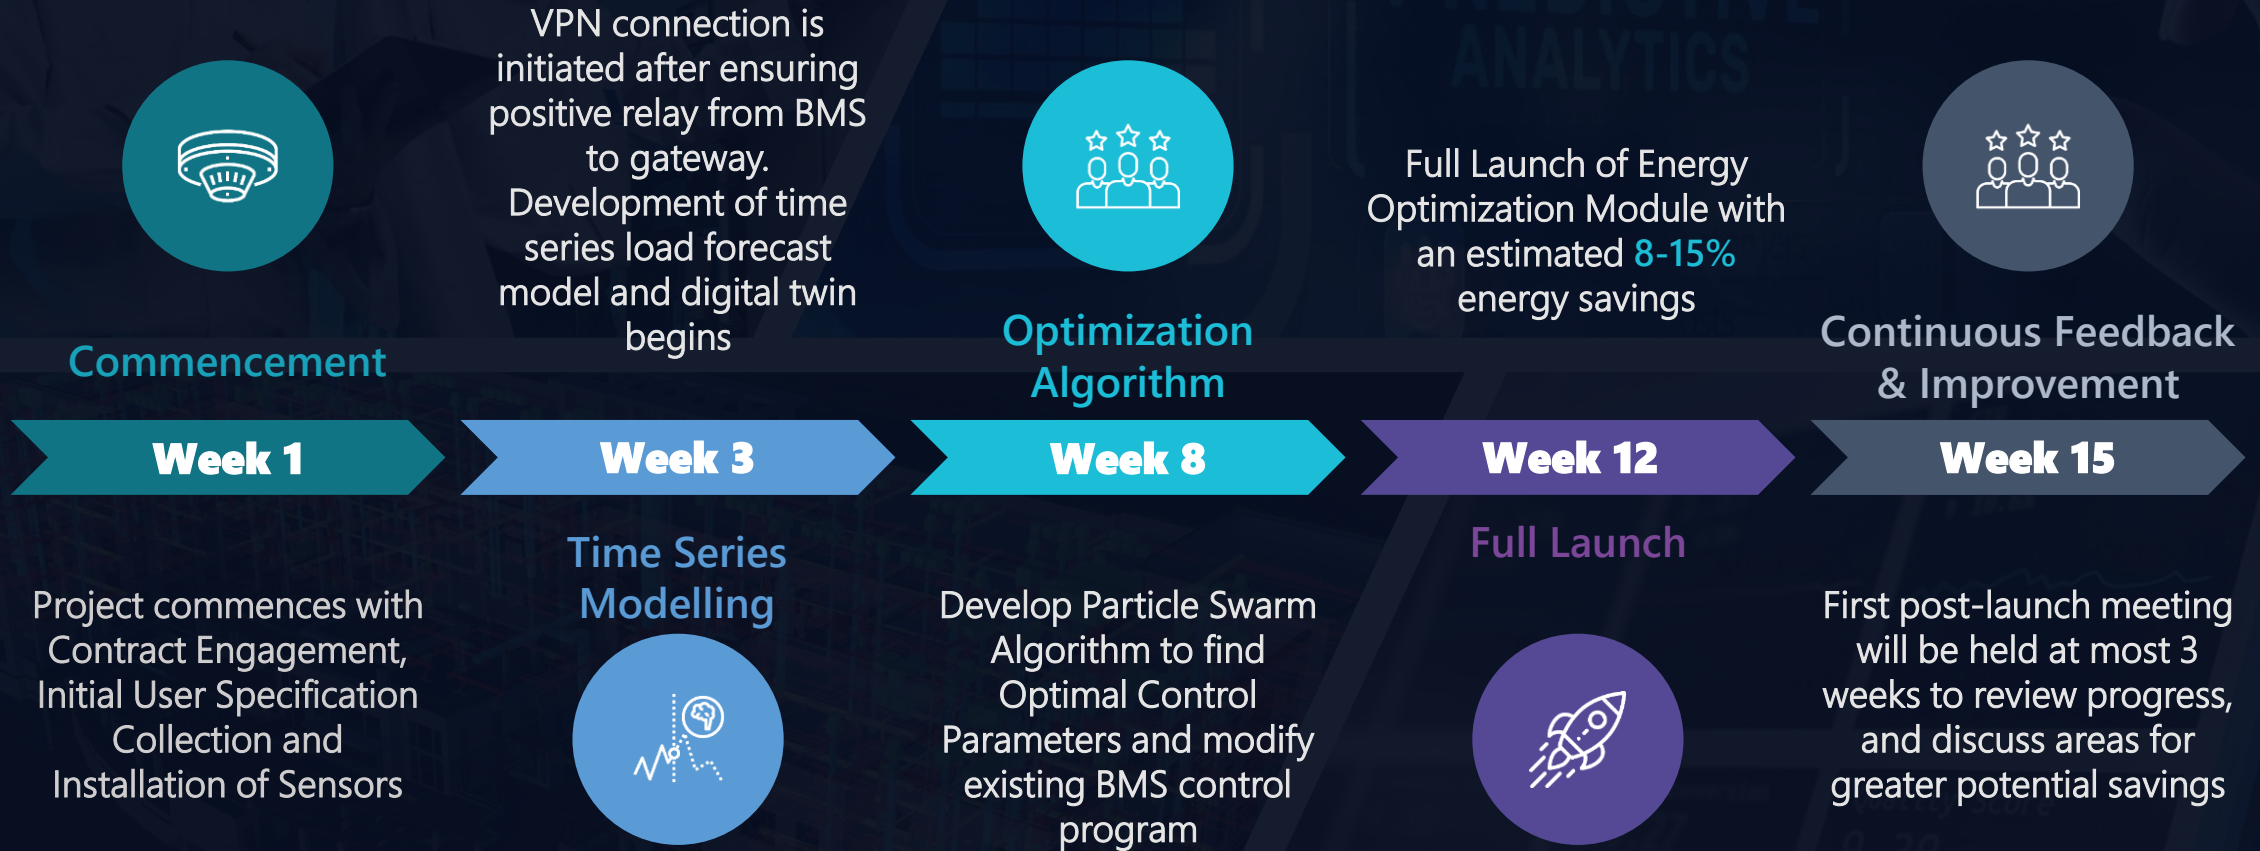 Commencement
Week 1
Project commences with
Contract Engagement,
Initial User Specification
Collection and
Installation of Sensors
VPN connection is
initiated after ensuring
positive relay from BMS
to gateway.
Development of time
series load forecast
model and digital twin
begins
Week 3
Time Series
Modelling
Optimization
Algorithm
Week 8
Develop Particle Swarm
Algorithm to find
Optimal Control
Parameters and modify
existing BMS control
program
ANALYTICS
Full Launch of Energy
Optimization Module with
an estimated 8-15%
energy savings
Week 12
Full Launch
Continuous Feedback
& Improvement
Week 15
First post-launch meeting
will be held at most 3
weeks to review progress,
and discuss areas for
greater potential savings